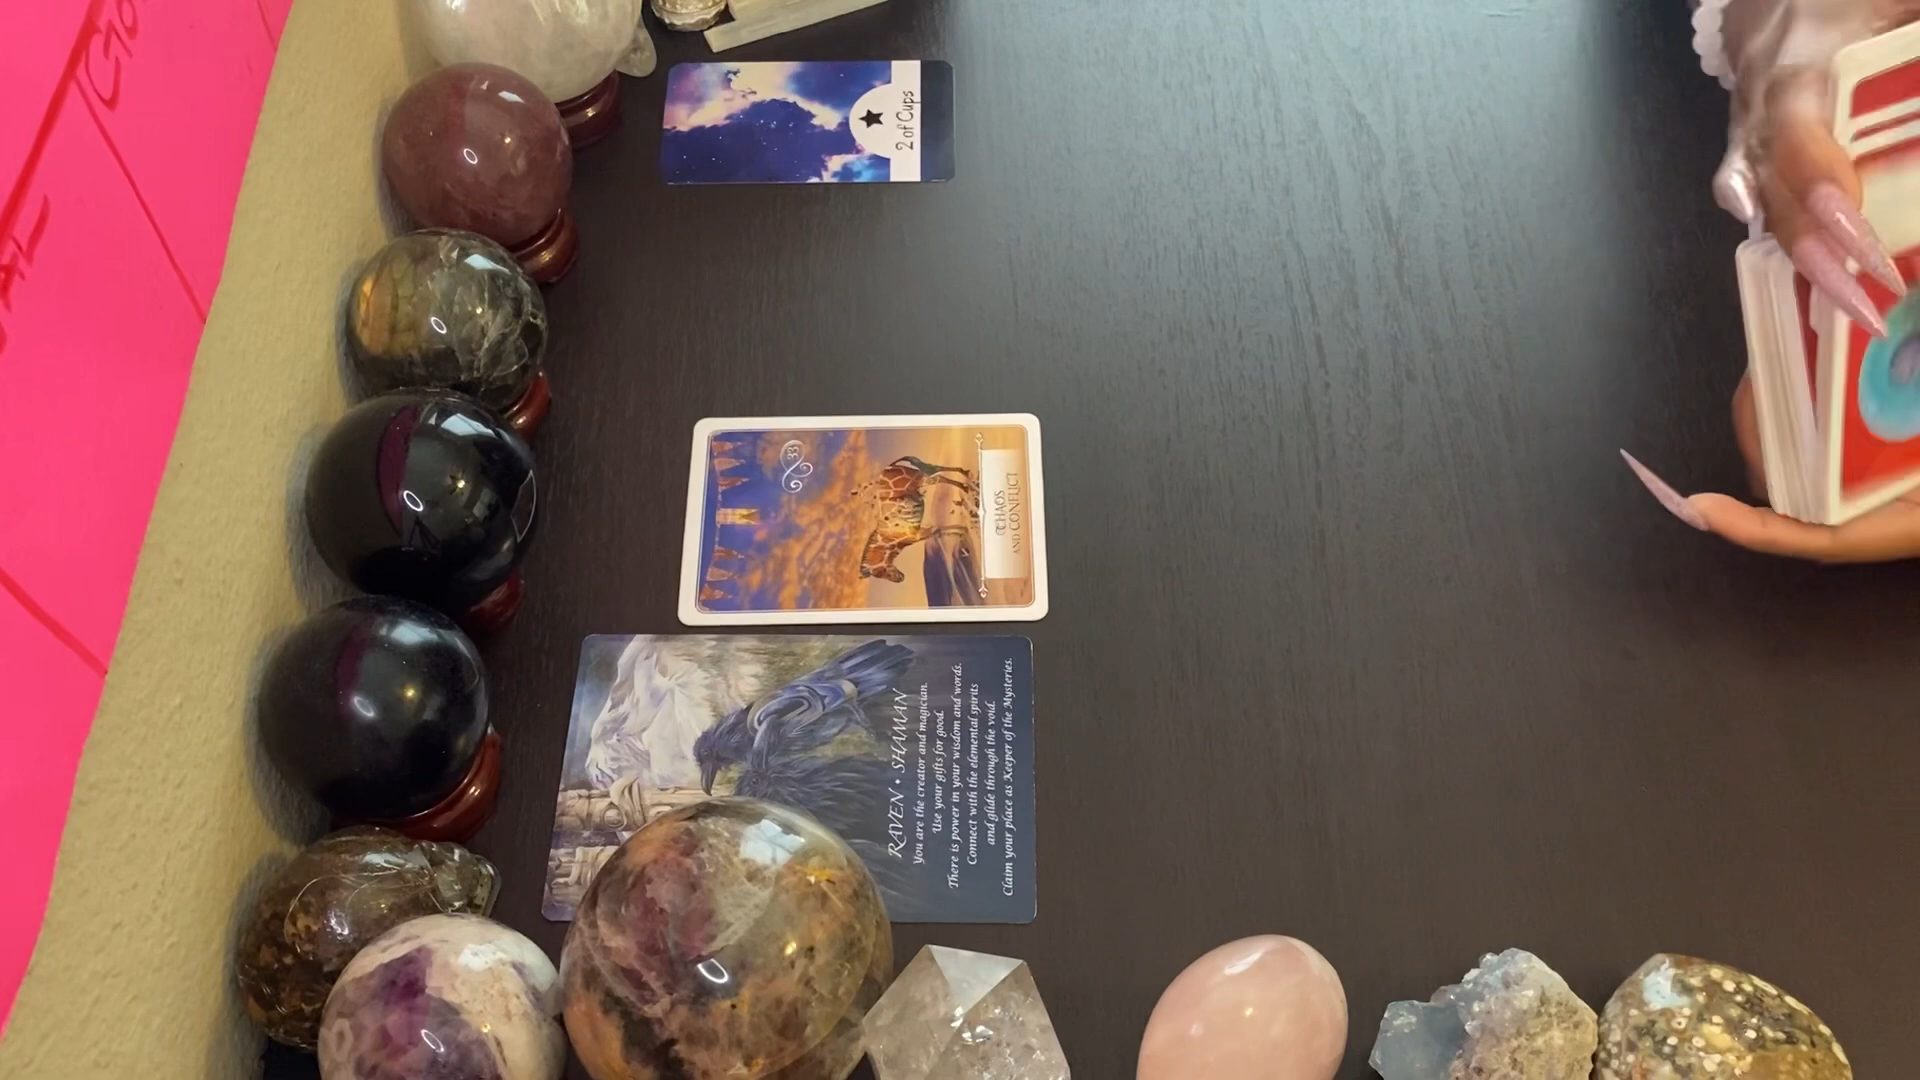 2 of Cups
33
CHAOS
AND CONFLICT
RAVEN • SHAMAN
You are the creator and magician.
Use your gifts for good.
There is power in your wisdom and words.
Connect with the elemental spirits
and glide through the void.
Claim your place as Keeper of the Mysteries.